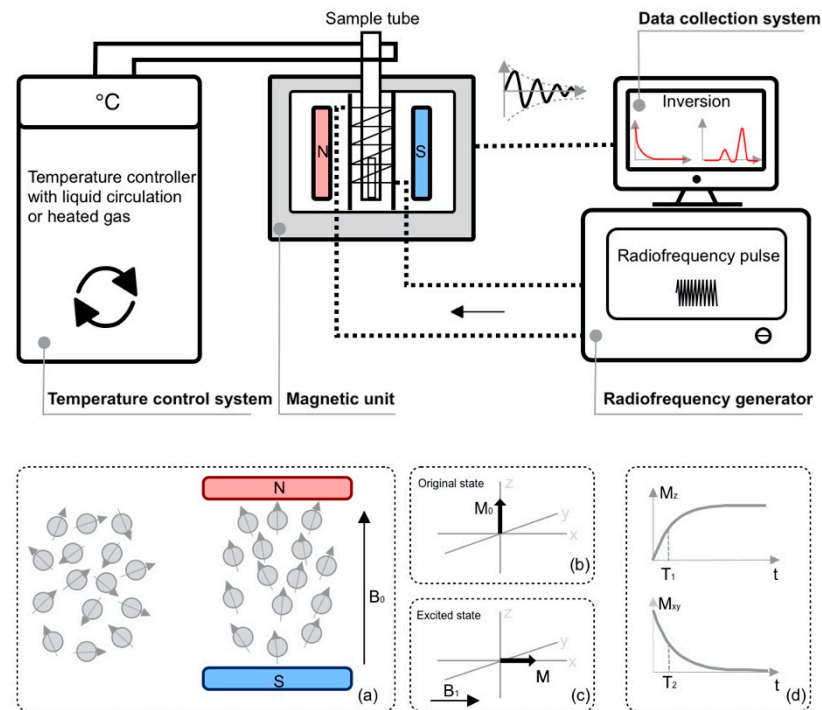 Sample tube
Data collection system
°C
Inversion
N
S
Temperature controller
with liquid circulation
or heated gas
Radiofrequency pulse
Temperature control system
Magnetic unit
Radiofrequency generator
N
B₀
S
(a)
Original state
z
M₀
y
x
(b)
Excited state
z
y
x
M
B₁
(c)
Mz
T₁
t
Mxy
T₂
t
(d)